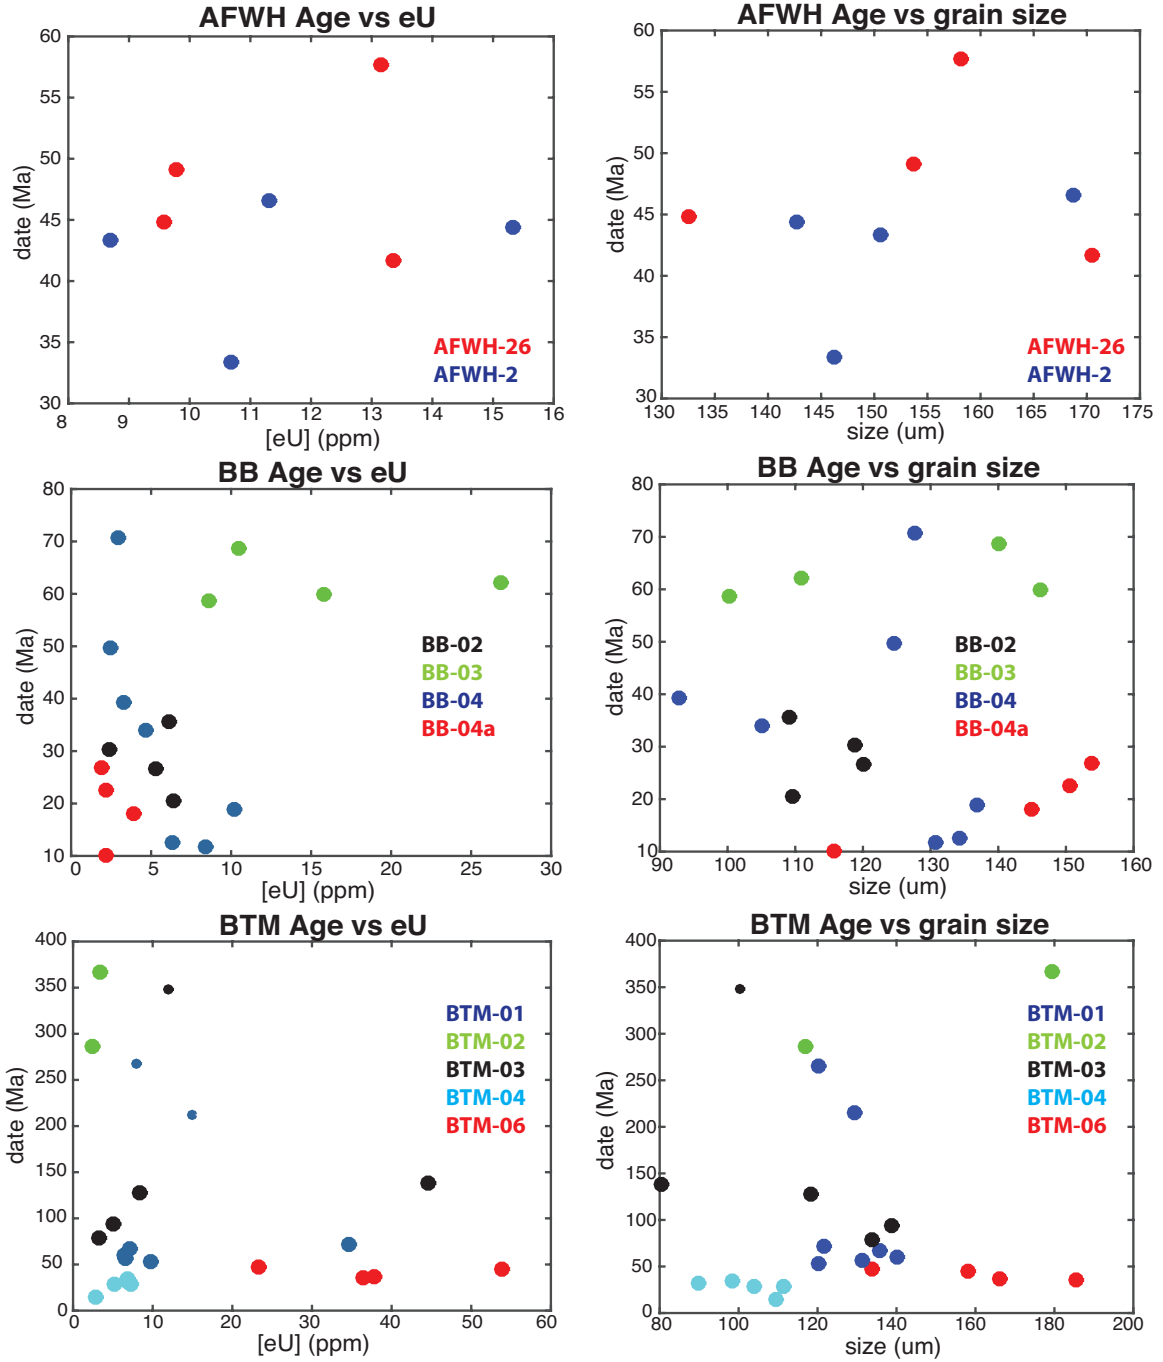 AFWH Age vs eU
60
55
50
45
40
35
30
date (Ma)
AFWH-26
AFWH-2
8 9 10 11 12 13 14 15 16
[eU] (ppm)
AFWH Age vs grain size
60
55
50
45
40
35
30
date (Ma)
AFWH-26
AFWH-2
130 135 140 145 150 155 160 165 170 175
size (um)
BB Age vs eU
80
70
60
50
40
30
20
10
date (Ma)
BB-02
BB-03
BB-04
BB-04a
0 5 10 15 20 25 30
[eU] (ppm)
BB Age vs grain size
80
70
60
50
40
30
20
10
date (Ma)
BB-02
BB-03
BB-04
BB-04a
90 100 110 120 130 140 150 160
size (um)
BTM Age vs eU
400
350
300
250
200
150
100
50
0
date (Ma)
BTM-01
BTM-02
BTM-03
BTM-04
BTM-06
0 10 20 30 40 50 60
[eU] (ppm)
BTM Age vs grain size
400
350
300
250
200
150
100
50
0
date (Ma)
BTM-01
BTM-02
BTM-03
BTM-04
BTM-06
80 100 120 140 160 180 200
size (um)